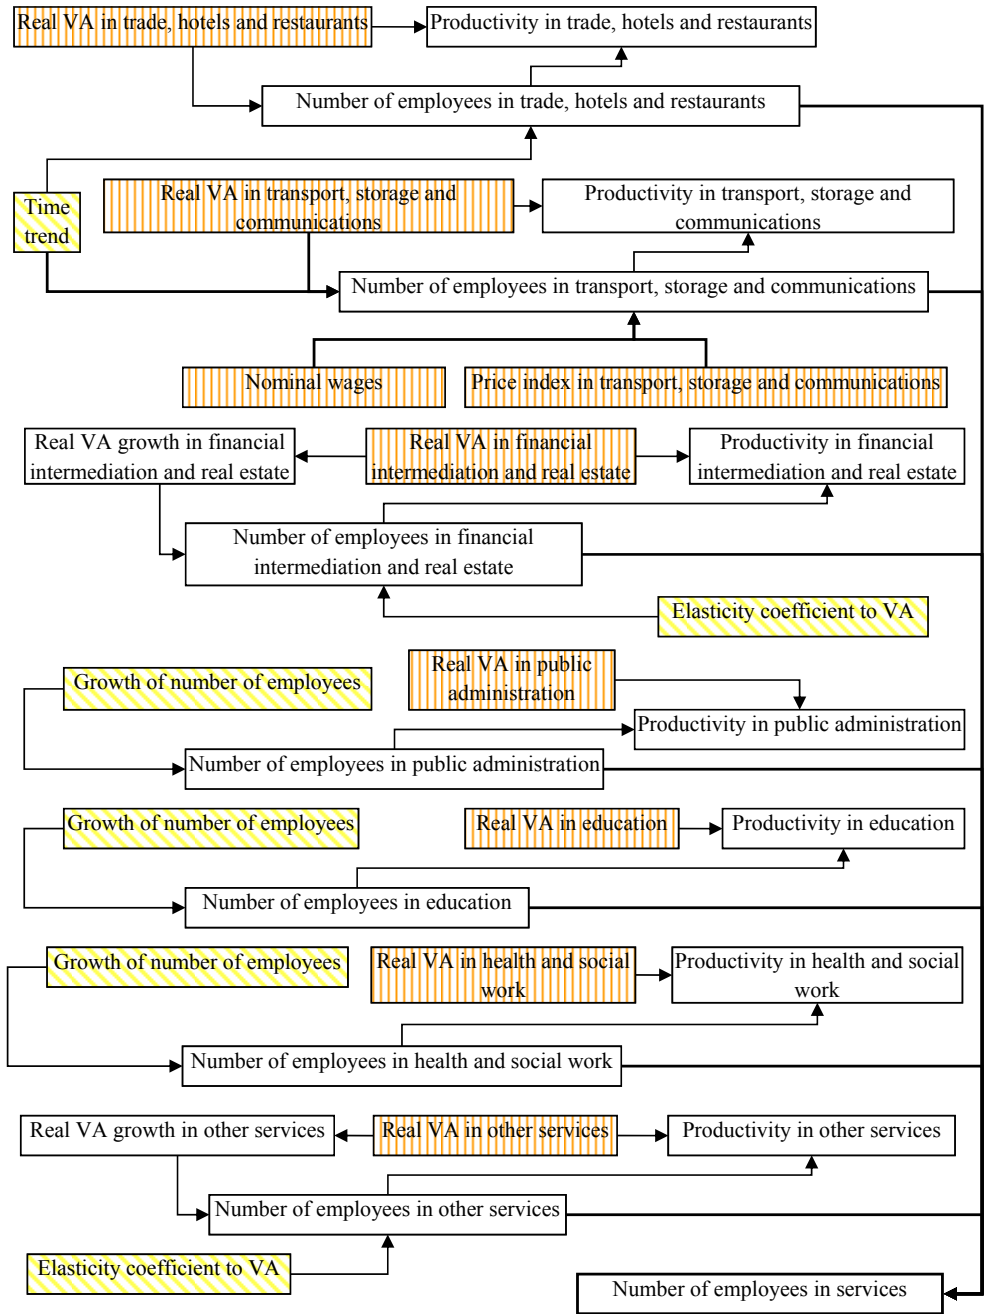 Real VA in trade, hotels and restaurants
Productivity in trade, hotels and restaurants
Number of employees in trade, hotels and restaurants
Time
trend
Real VA in transport, storage and
communications
Productivity in transport, storage and
communications
Number of employees in transport, storage and communications
Nominal wages
Price index in transport, storage and communications
Real VA growth in financial
intermediation and real estate
Real VA in financial
intermediation and real estate
Productivity in financial
intermediation and real estate
Number of employees in financial
intermediation and real estate
Elasticity coefficient to VA
Growth of number of employees
Real VA in public
administration
Productivity in public administration
Number of employees in public administration
Growth of number of employees
Real VA in education
Productivity in education
Number of employees in education
Growth of number of employees
Real VA in health and social
work
Productivity in health and social
work
Number of employees in health and social work
Real VA growth in other services
Real VA in other services
Productivity in other services
Number of employees in other services
Elasticity coefficient to VA
Number of employees in services